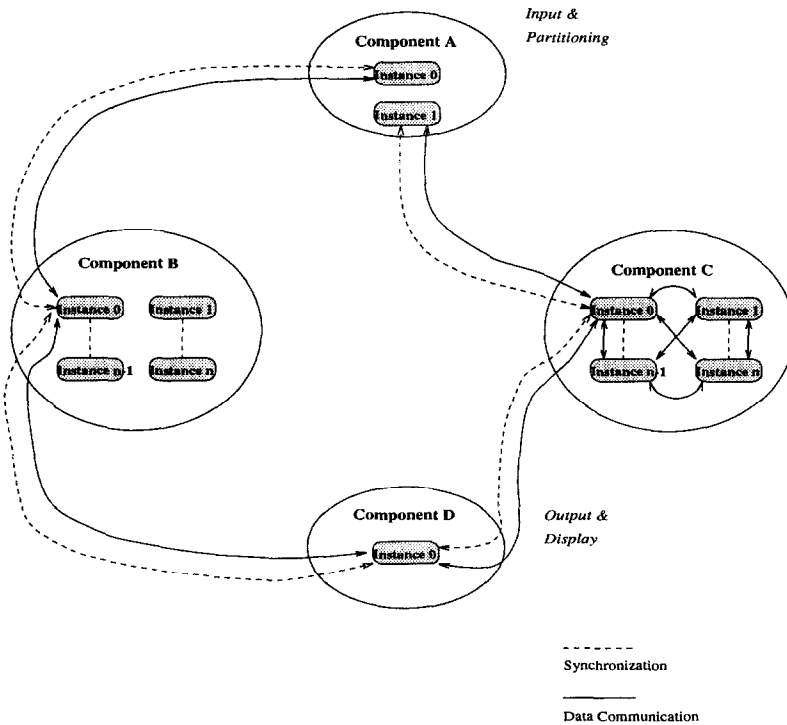 Input &
Partitioning
Component A
Instance 0
Instance 1
Component B
Instance 0
Instance 1
Instance n-1
Instance n
Component C
Instance 0
Instance 1
Instance n-1
Instance n
Component D
Instance 0
Output &
Display
Synchronization
Data Communication